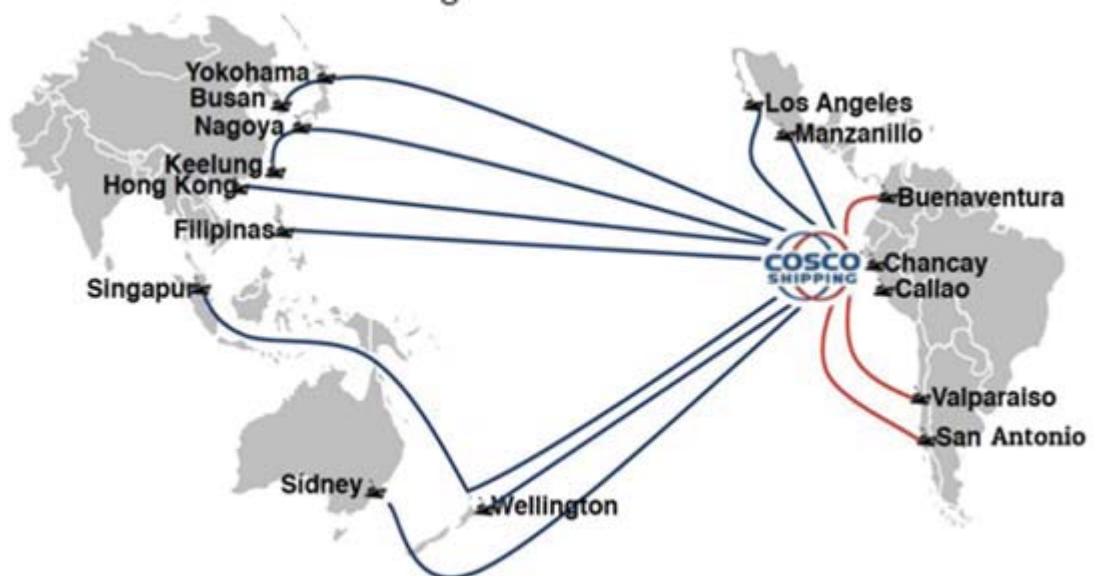 Yokohama
Busan
Nagoya
Keelung
Hong Kong
Filipinas
Singapur
Sídney
Wellington
COSCO
SHIPPING
Los Angeles
Manzanillo
Buenaventura
Chancay
Callao
Valparaiso
San Antonio